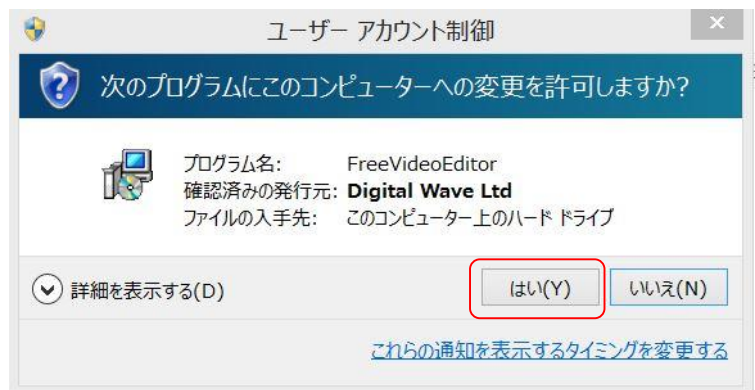 ユーザー アカウント制御
次のプログラムにこのコンピューターへの変更を許可しますか?
プログラム名: FreeVideoEditor
確認済みの発行元: Digital Wave Ltd
ファイルの入手先: このコンピューター上のハード ドライブ
詳細を表示する(D) はい(Y) いいえ(N)
これらの通知を表示するタイミングを変更する